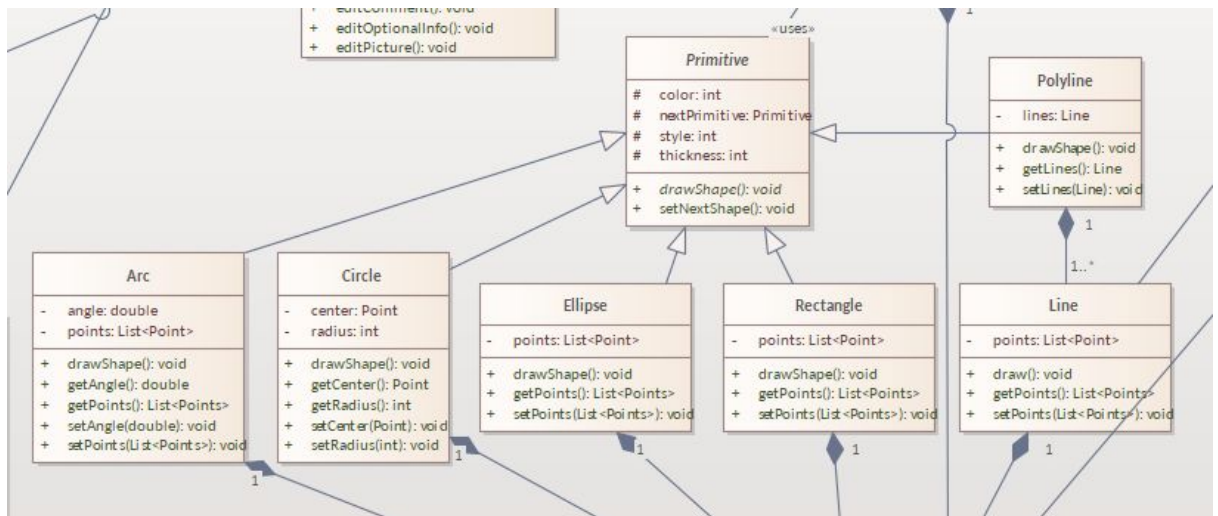 + editComment(): void
+ editOptionalInfo(): void
+ editPicture(): void
1
«uses»
Primitive
# color: int
# nextPrimitive: Primitive
# style: int
# thickness: int
+ drawShape(): void
+ setNextShape(): void
Polyline
- lines: Line
+ drawShape(): void
+ getLines(): Line
+ setLines(Line): void
1
1..*
Arc
- angle: double
- points: List<Point>
+ drawShape(): void
+ getAngle(): double
+ getPoints(): List<Points>
+ setAngle(double): void
+ setPoints(List<Points>): void
1
Circle
- center: Point
- radius: int
+ drawShape(): void
+ getCenter(): Point
+ getRadius(): int
+ setCenter(Point): void
+ setRadius(int): void
1
Ellipse
- points: List<Point>
+ drawShape(): void
+ getPoints(): List<Points>
+ setPoints(List<Points>): void
1
Rectangle
- points: List<Point>
+ drawShape(): void
+ getPoints(): List<Points>
+ setPoints(List<Points>): void
1
Line
- points: List<Point>
+ draw(): void
+ getPoints(): List<Points>
+ setPoints(List<Points>): void
1